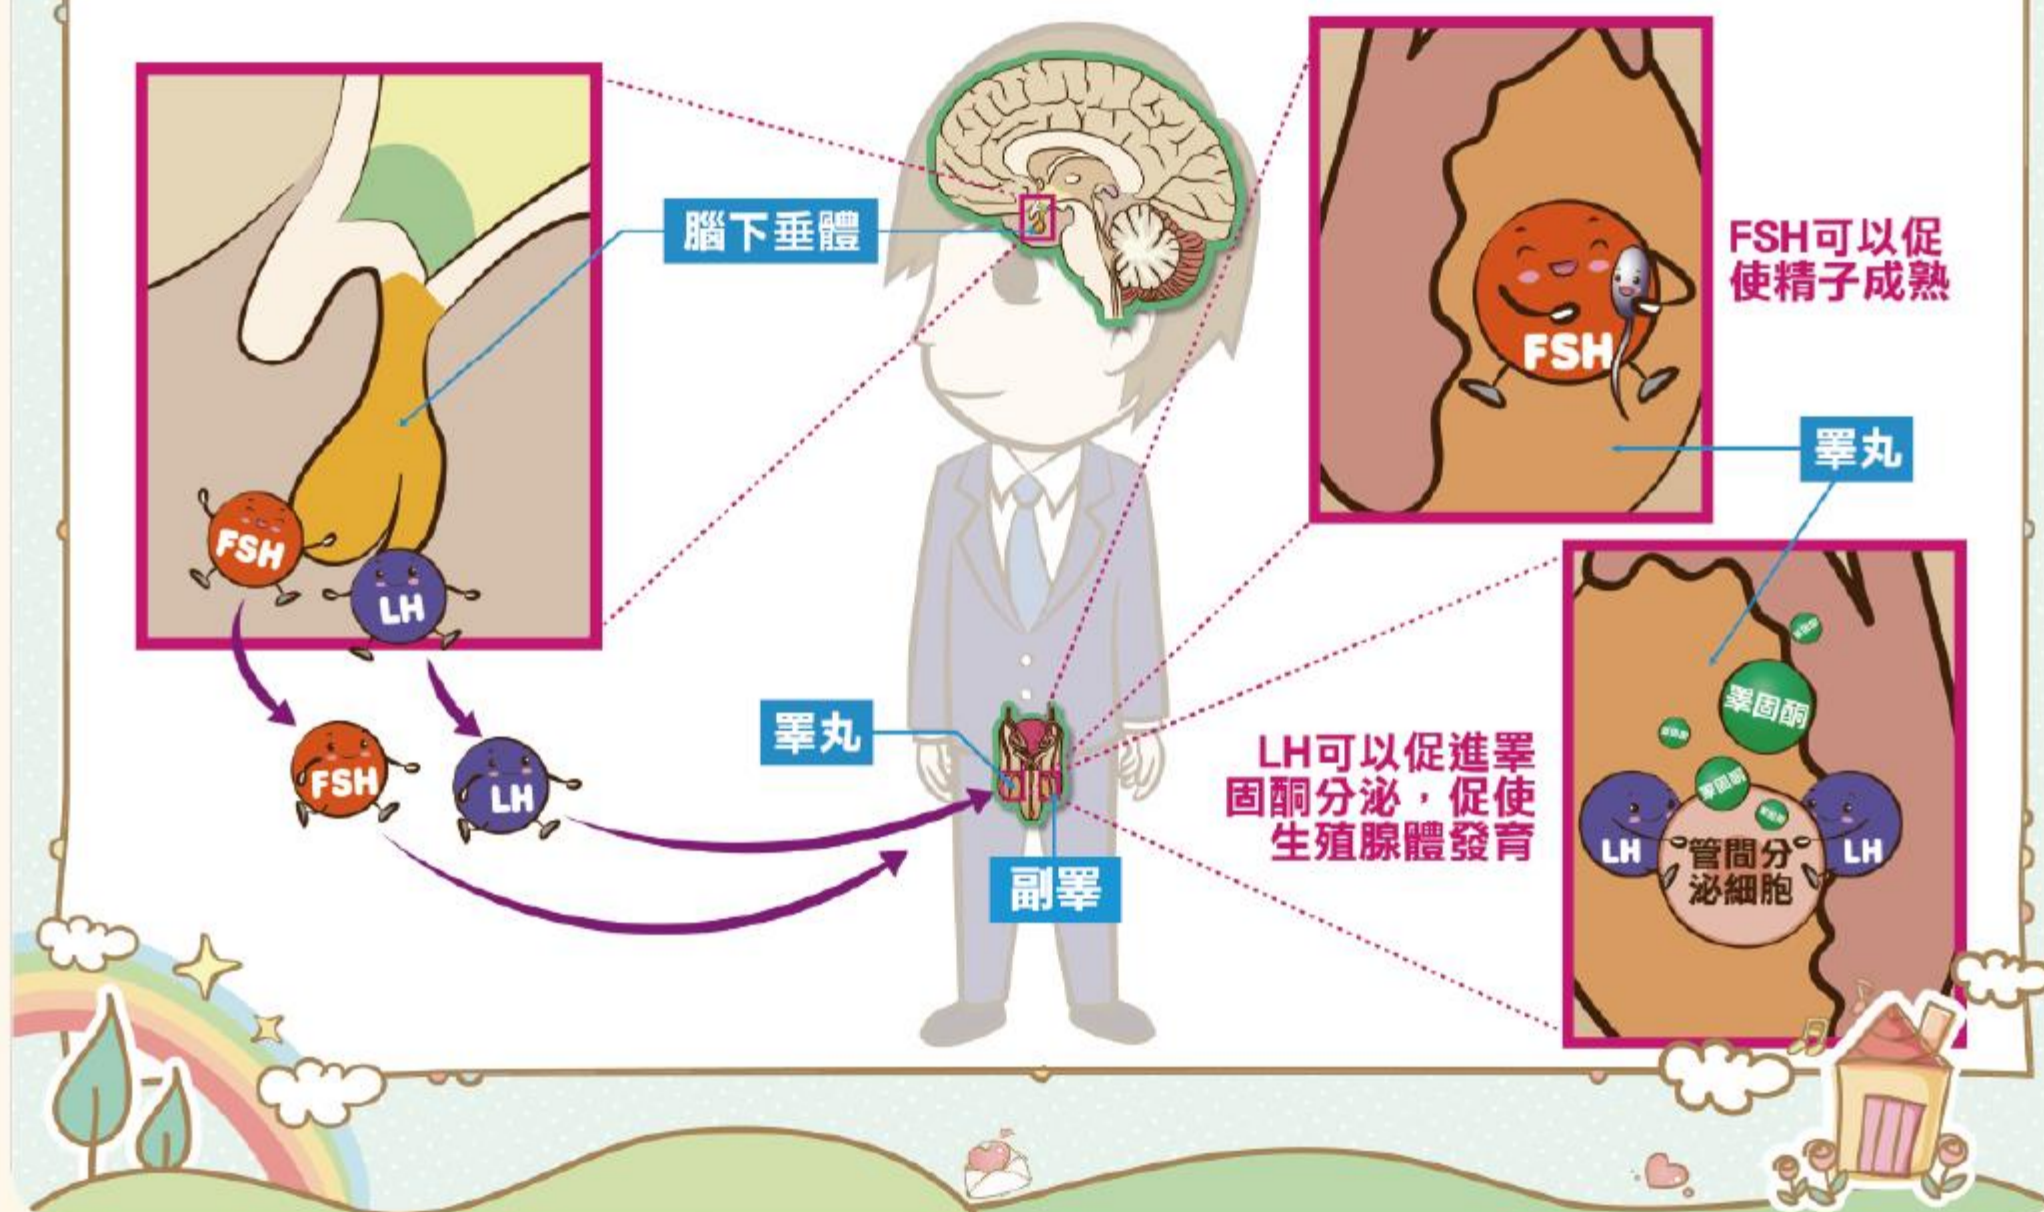 腦下垂體
FSH
LH
FSH
LH
FSH可以促
使精子成熟
FSH
睪丸
睪丸
副睪
LH可以促進睪
固酮分泌，促使
生殖腺體發育
睪固酮
睪固酮
LH
管間分
泌細胞
LH